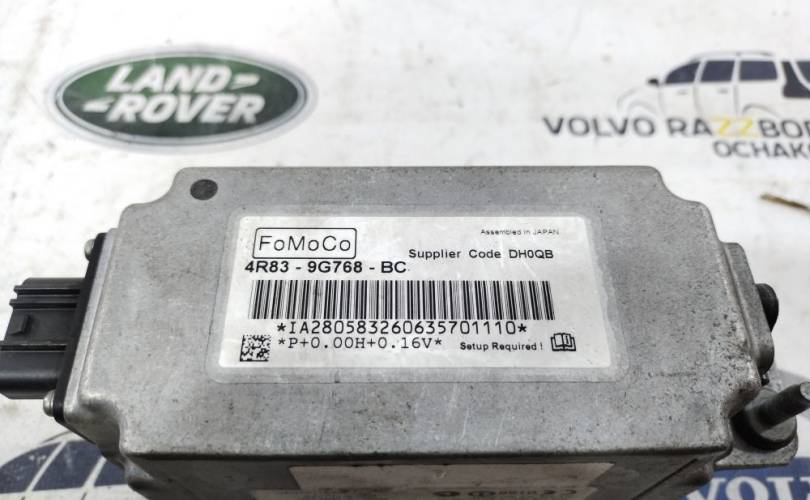 LAND
ROVER
VOLVO RAZZBOR
OCHAKO
FoMoCo
Assembled in JAPAN
Supplier Code DH0QB
4R83 - 9G768 - BC
*IA280583260635701110*
*P+0.00H+0.16V*
Setup Required !